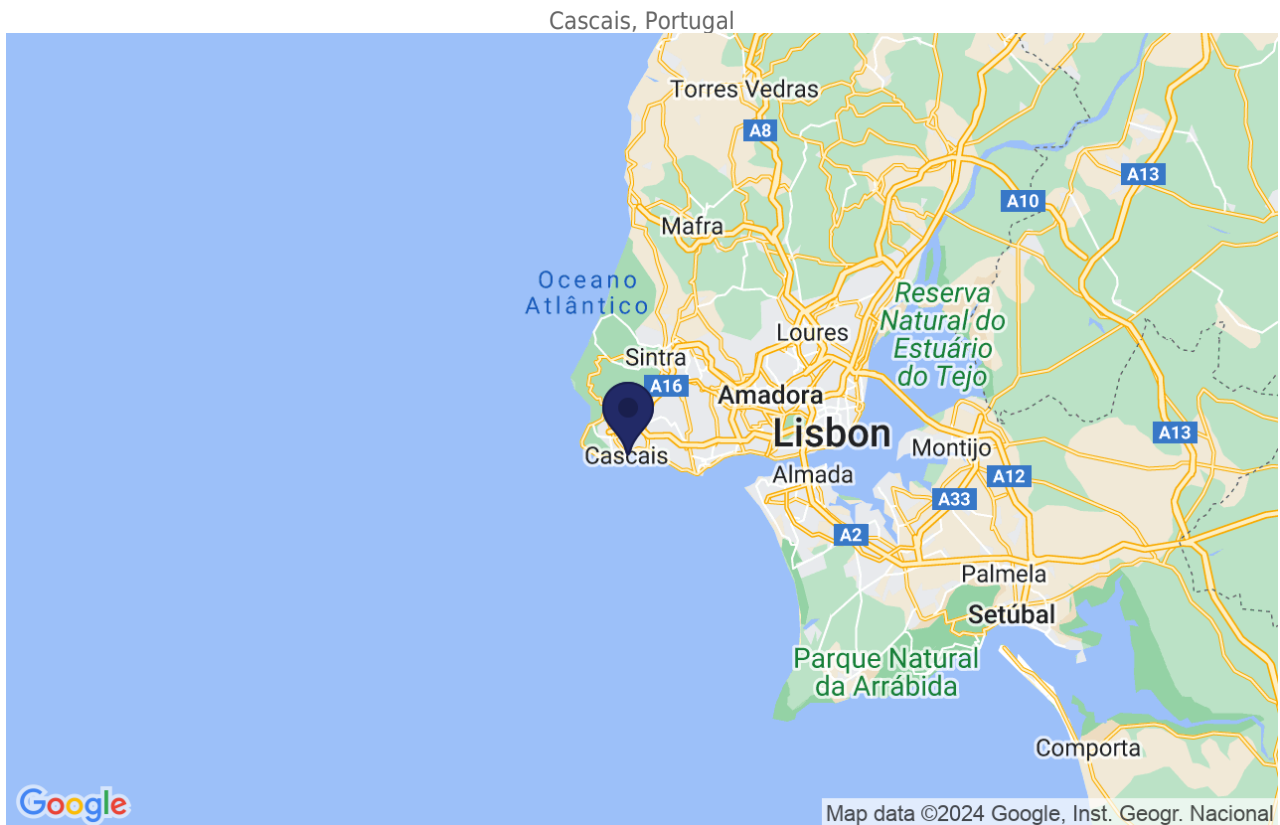 Cascais, Portugal
Torres Vedras
A8
A13
A10
Mafra
Oceano
Atlântico
Reserva
Natural do
Estuário
do Tejo
Loures
Sintra
A16
Amadora
Lisbon
A13
Montijo
Cascais
Almada
A12
A33
A2
Palmela
Setúbal
Parque Natural
da Arrábida
Comporta
Google
Map data ©2024 Google, Inst. Geogr. Nacional